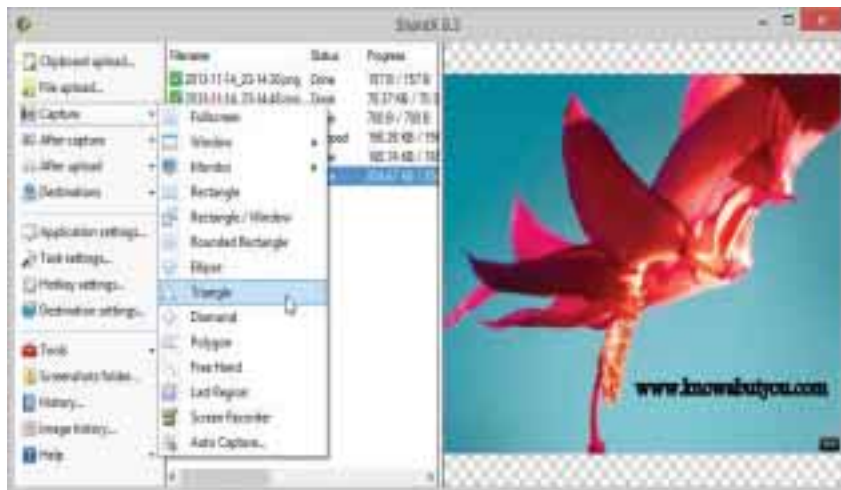 ShareX 8.3
Clipboard upload...
File upload...
Capture
After capture
After upload
Destinations
Application settings...
Task settings...
Hotkey settings...
Destination settings...
Tools
Screenshots folder...
History...
Image history...
Help
Filename Status Progress
Done
Done
Fullscreen
Window
Monitor
Rectangle
Rectangle / Window
Rounded Rectangle
Ellipse
Triangle
Diamond
Polygon
Free Hand
Last Region
Screen Recorder
Auto Capture...
www.knowabutyou.com